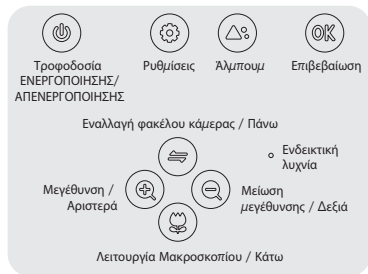 OK
Τροφοδοσία
ΕΝΕΡΓΟΠΟΙΗΣΗΣ/
ΑΠΕΝΕΡΓΟΠΟΙΗΣΗΣ
Ρυθμίσεις
Άλμπουμ
Επιβεβαίωση
Εναλλαγή φακέλου κάμερας / Πάνω
Ενδεικτική
λυχνία
Μεγέθυνση /
Αριστερά
Μείωση
μεγέθυνσης / Δεξιά
Λειτουργία Μακροσκοπίου / Κάτω